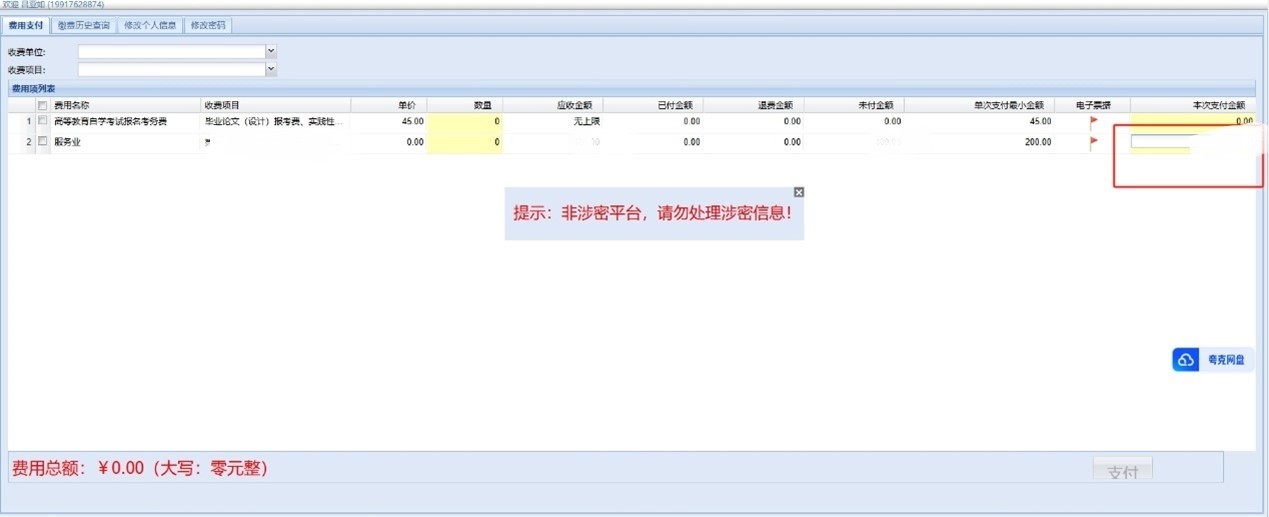 欢迎 吕亚如 (19917628874)
费用支付 缴费历史查询 修改个人信息 修改密码
收费单位:
收费项目:
费用项列表
费用名称 收费项目 单价 数量 应收金额 已付金额 退费金额 未付金额 单次支付最小金额 电子票据 本次支付金额
1 高等教育自学考试报名考务费 毕业论文（设计）报考费、实践性... 45.00 0 无上限 0.00 0.00 0.00 45.00 0.00
2 服务业 0.00 0 0.00 0.00 200.00
提示：非涉密平台，请勿处理涉密信息！
夸克网盘
费用总额：￥0.00（大写：零元整）
支付